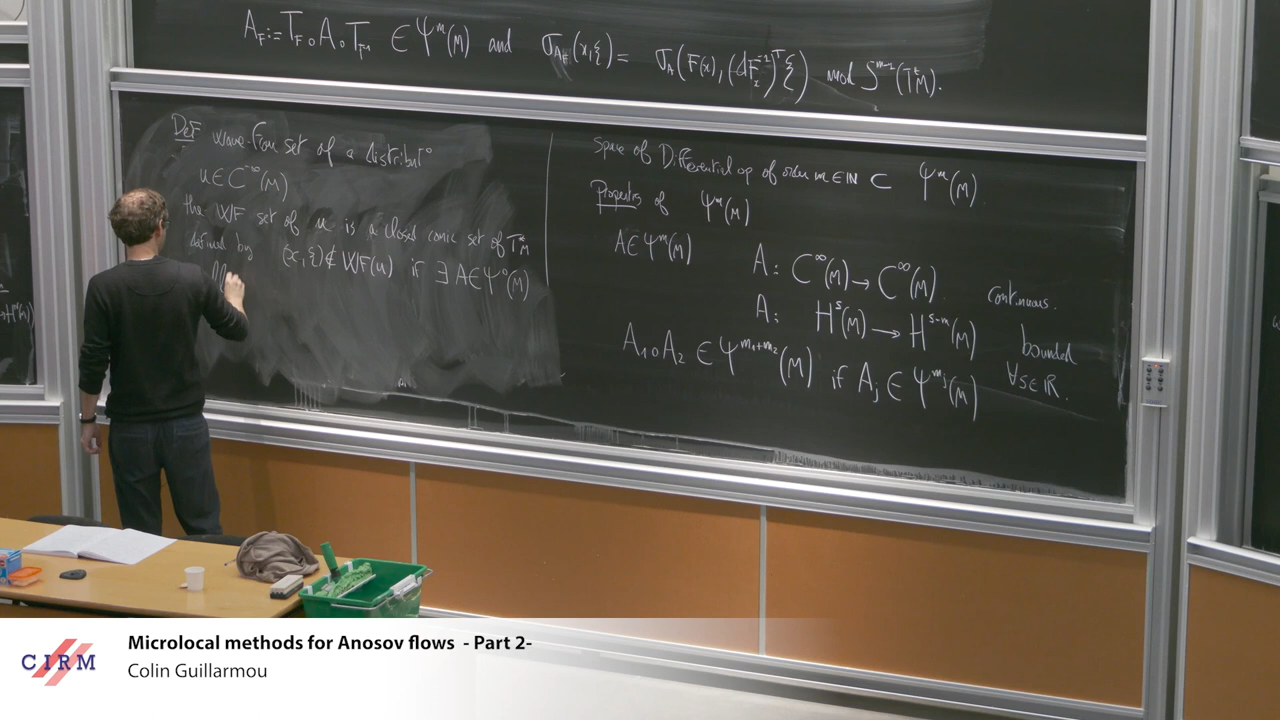 A_F := T_F ∘ A ∘ T_{F^{-1}} ∈ Ψ^m(M) and σ_{A_F}(x,ξ) = σ_A(F(x), (dF_x^{-1})^T ξ) mod S^{m-1}(T*M).
Def wave-front set of a distribut°
u ∈ C^{-∞}(M)
the WF set of u is a closed conic set of T*M
defined by (x,ξ) ∉ WF(u) if ∃ A ∈ Ψ^0(M)
ell
Space of Differential op of order m ∈ ℕ ⊂ Ψ^m(M)
Properties of Ψ^m(M)
A ∈ Ψ^m(M) A: C^∞(M) → C^∞(M) continuous.
A: H^s(M) → H^{s-m}(M) bounded
∀s∈ℝ.
A_1∘A_2 ∈ Ψ^{m_1+m_2}(M) if A_j ∈ Ψ^{m_j}(M)
CIRM
Microlocal methods for Anosov flows - Part 2-
Colin Guillarmou